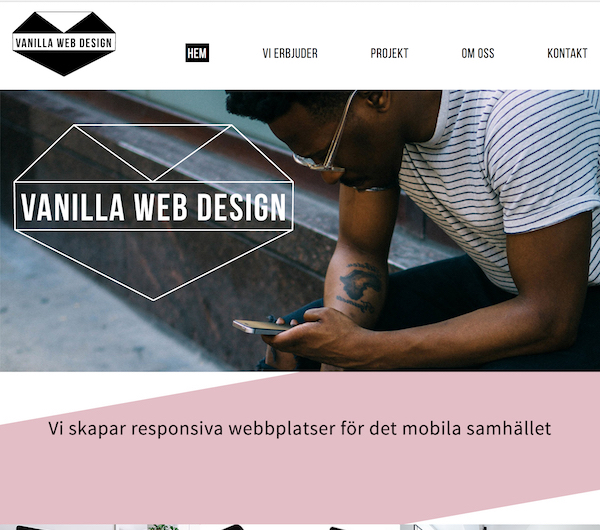 VANILLA WEB DESIGN
HEM
VI ERBJUDER
PROJEKT
OM OSS
KONTAKT
VANILLA WEB DESIGN
Vi skapar responsiva webbplatser för det mobila samhället